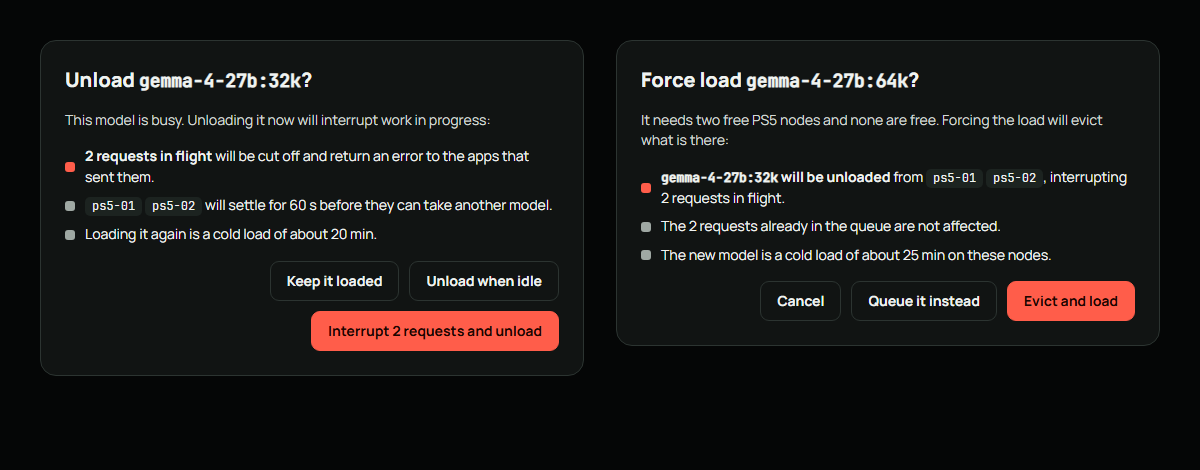 Unload gemma-4-27b:32k?
This model is busy. Unloading it now will interrupt work in progress:
2 requests in flight will be cut off and return an error to the apps that
sent them.
ps5-01 ps5-02 will settle for 60 s before they can take another model.
Loading it again is a cold load of about 20 min.
Keep it loaded
Unload when idle
Interrupt 2 requests and unload
Force load gemma-4-27b:64k?
It needs two free PS5 nodes and none are free. Forcing the load will evict
what is there:
gemma-4-27b:32k will be unloaded from ps5-01 ps5-02, interrupting
2 requests in flight.
The 2 requests already in the queue are not affected.
The new model is a cold load of about 25 min on these nodes.
Cancel
Queue it instead
Evict and load